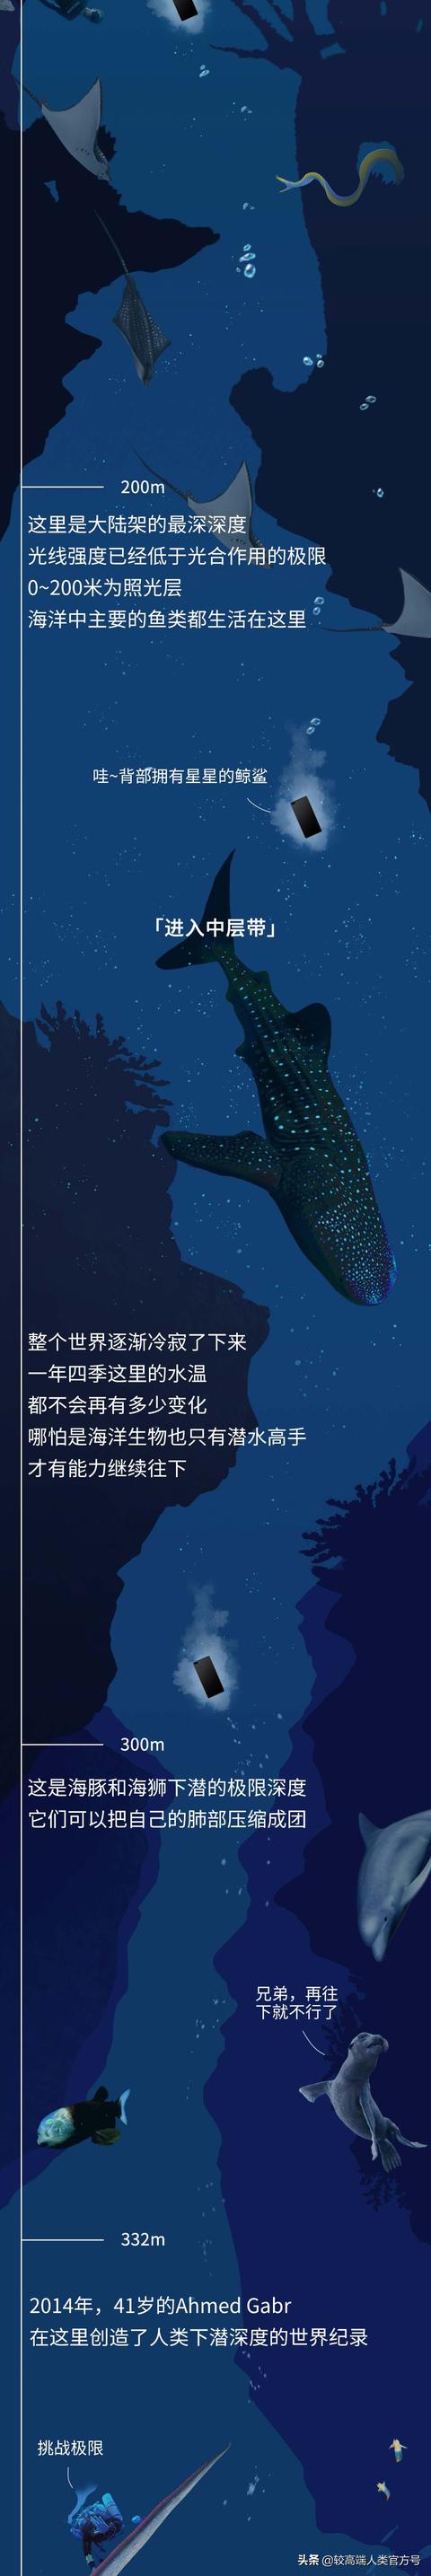 200m
这里是大陆架的最深深度
光线强度已经低于光合作用的极限
0~200米为照光层
海洋中主要的鱼类都生活在这里
哇~背部拥有星星的鲸鲨
「进入中层带」
整个世界逐渐冷寂了下来
一年四季这里的水温
都不会再有多少变化
哪怕是海洋生物也只有潜水高手
才有能力继续往下
300m
这是海豚和海狮下潜的极限深度
它们可以把自己的肺部压缩成团
兄弟，再往
下就不行了
332m
2014年，41岁的Ahmed Gabr
在这里创造了人类下潜深度的世界纪录
挑战极限
头条 @较高端人类官方号